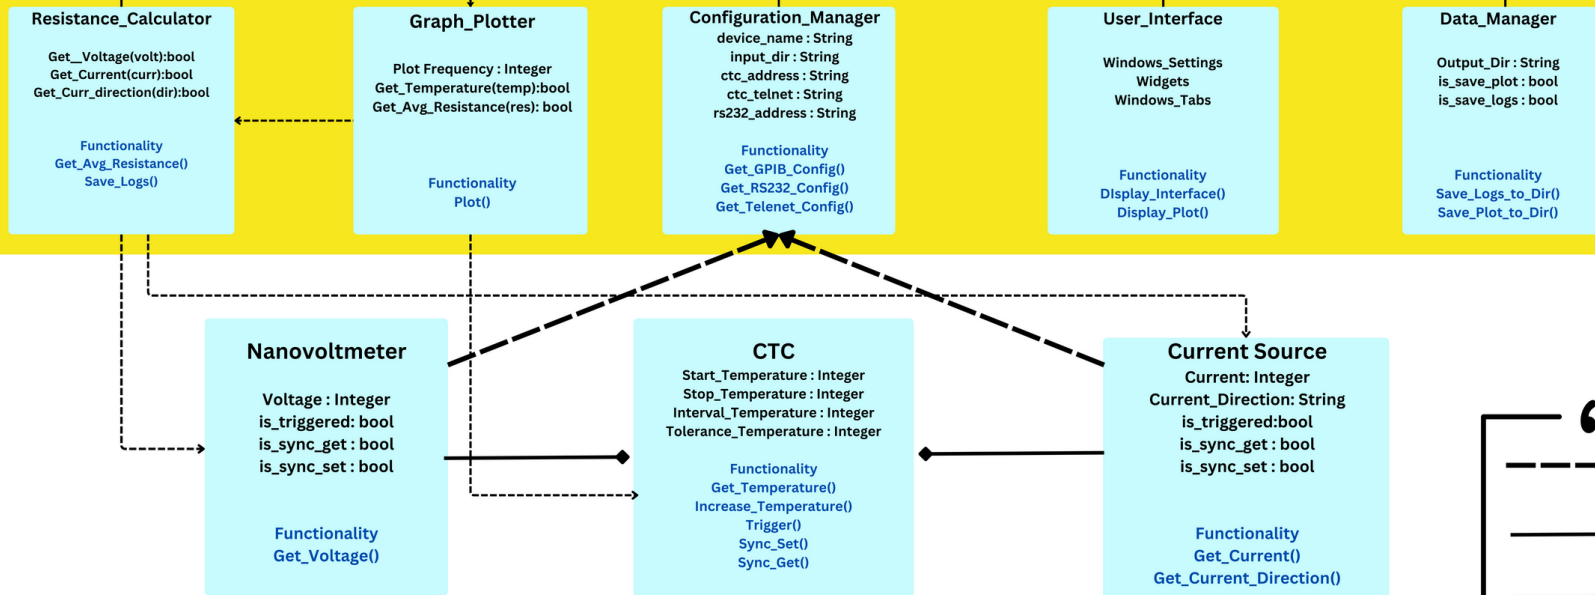 Resistance_Calculator
Get__Voltage(volt):bool
Get_Current(curr):bool
Get_Curr_direction(dir):bool
Functionality
Get_Avg_Resistance()
Save_Logs()
Graph_Plotter
Plot Frequency : Integer
Get_Temperature(temp):bool
Get_Avg_Resistance(res): bool
Functionality
Plot()
Configuration_Manager
device_name : String
input_dir : String
ctc_address : String
ctc_telnet : String
rs232_address : String
Functionality
Get_GPIB_Config()
Get_RS232_Config()
Get_Telenet_Config()
User_Interface
Windows_Settings
Widgets
Windows_Tabs
Functionality
DIsplay_Interface()
Display_Plot()
Data_Manager
Output_Dir : String
is_save_plot : bool
is_save_logs : bool
Functionality
Save_Logs_to_Dir()
Save_Plot_to_Dir()
Nanovoltmeter
Voltage : Integer
is_triggered: bool
is_sync_get : bool
is_sync_set : bool
Functionality
Get_Voltage()
CTC
Start_Temperature : Integer
Stop_Temperature : Integer
Interval_Temperature : Integer
Tolerance_Temperature : Integer
Functionality
Get_Temperature()
Increase_Temperature()
Trigger()
Sync_Set()
Sync_Get()
Current Source
Current: Integer
Current_Direction: String
is_triggered:bool
is_sync_get : bool
is_sync_set : bool
Functionality
Get_Current()
Get_Current_Direction()